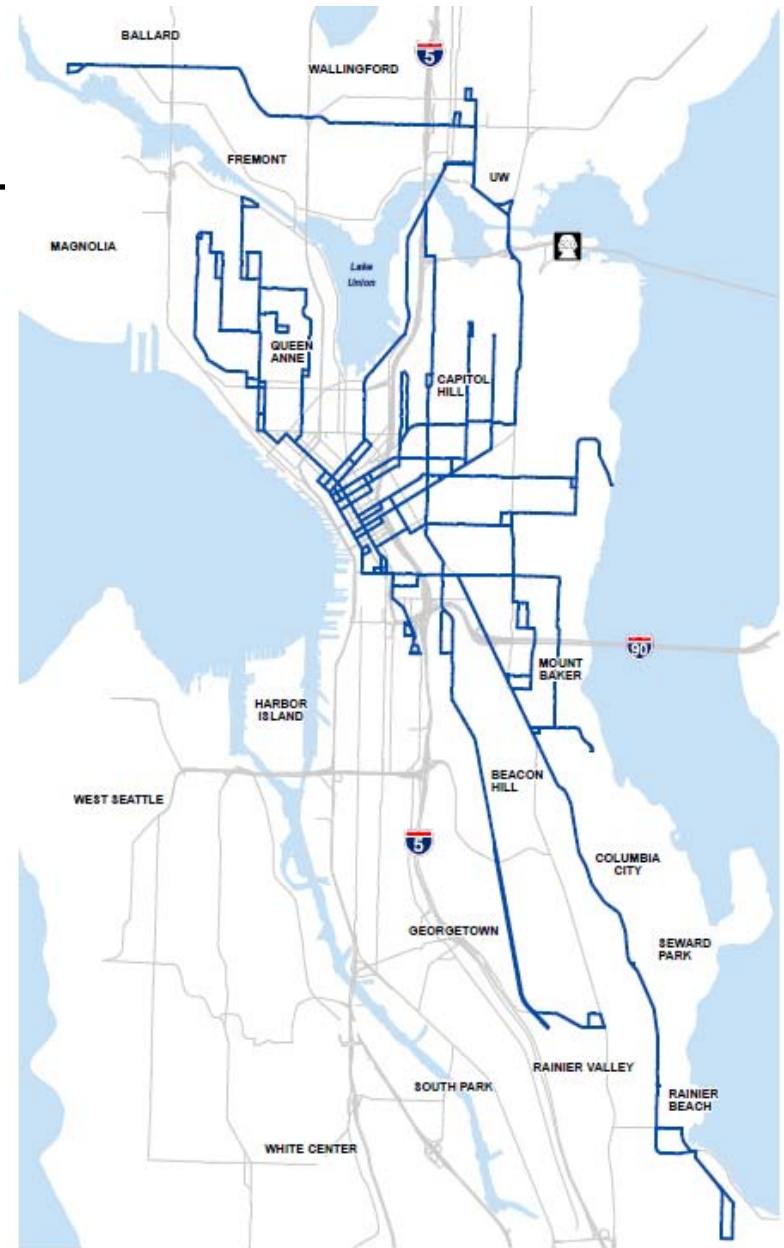 BALLARD
5
WALLINGFORD
FREMONT
UW
MAGNOLIA
520
Lake
Union
QUEEN
ANNE
CAPITOL
HILL
90
MOUNT
BAKER
HARBOR
ISLAND
BEACON
HILL
WEST SEATTLE
5
COLUMBIA
CITY
GEORGETOWN
SEWARD
PARK
RAINIER VALLEY
SOUTH PARK
RAINIER
BEACH
WHITE CENTER